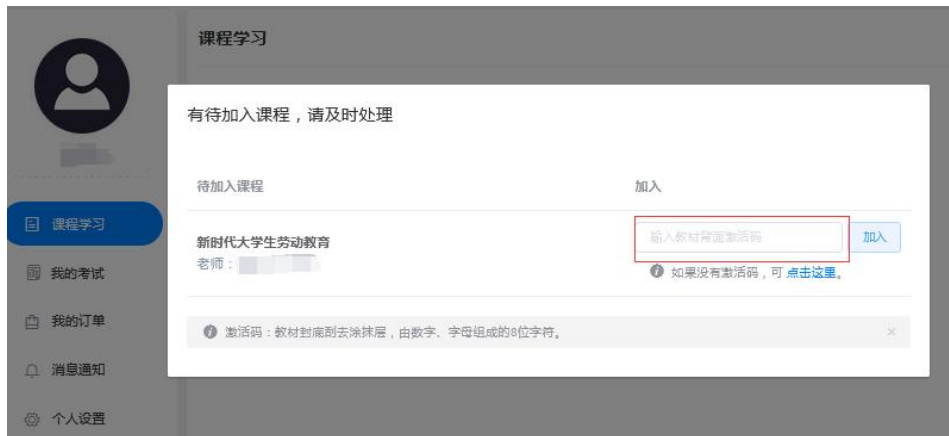 课程学习
有待加入课程，请及时处理
待加入课程
加入
课程学习
新时代大学生劳动教育
输入教材背面激活码
加入
老师：
如果没有激活码，可 点击这里。
我的考试
我的订单
激活码：教材封底刮去涂抹层，由数字、字母组成的8位字符。
消息通知
个人设置